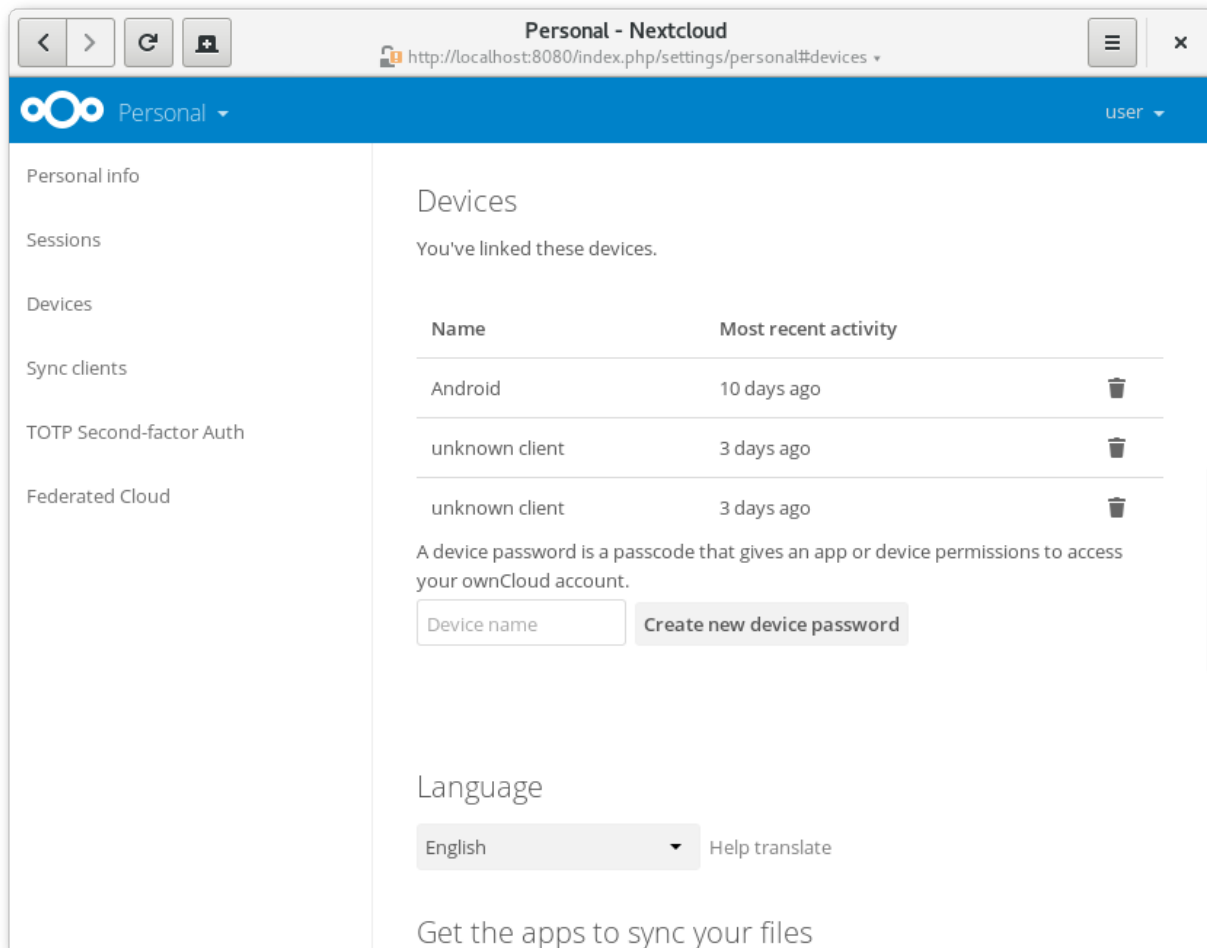 Personal - Nextcloud
http://localhost:8080/index.php/settings/personal#devices
Personal
user
Personal info
Sessions
Devices
Sync clients
TOTP Second-factor Auth
Federated Cloud
Devices
You've linked these devices.
Name Most recent activity
Android 10 days ago
unknown client 3 days ago
unknown client 3 days ago
A device password is a passcode that gives an app or device permissions to access
your ownCloud account.
Device name Create new device password
Language
English Help translate
Get the apps to sync your files